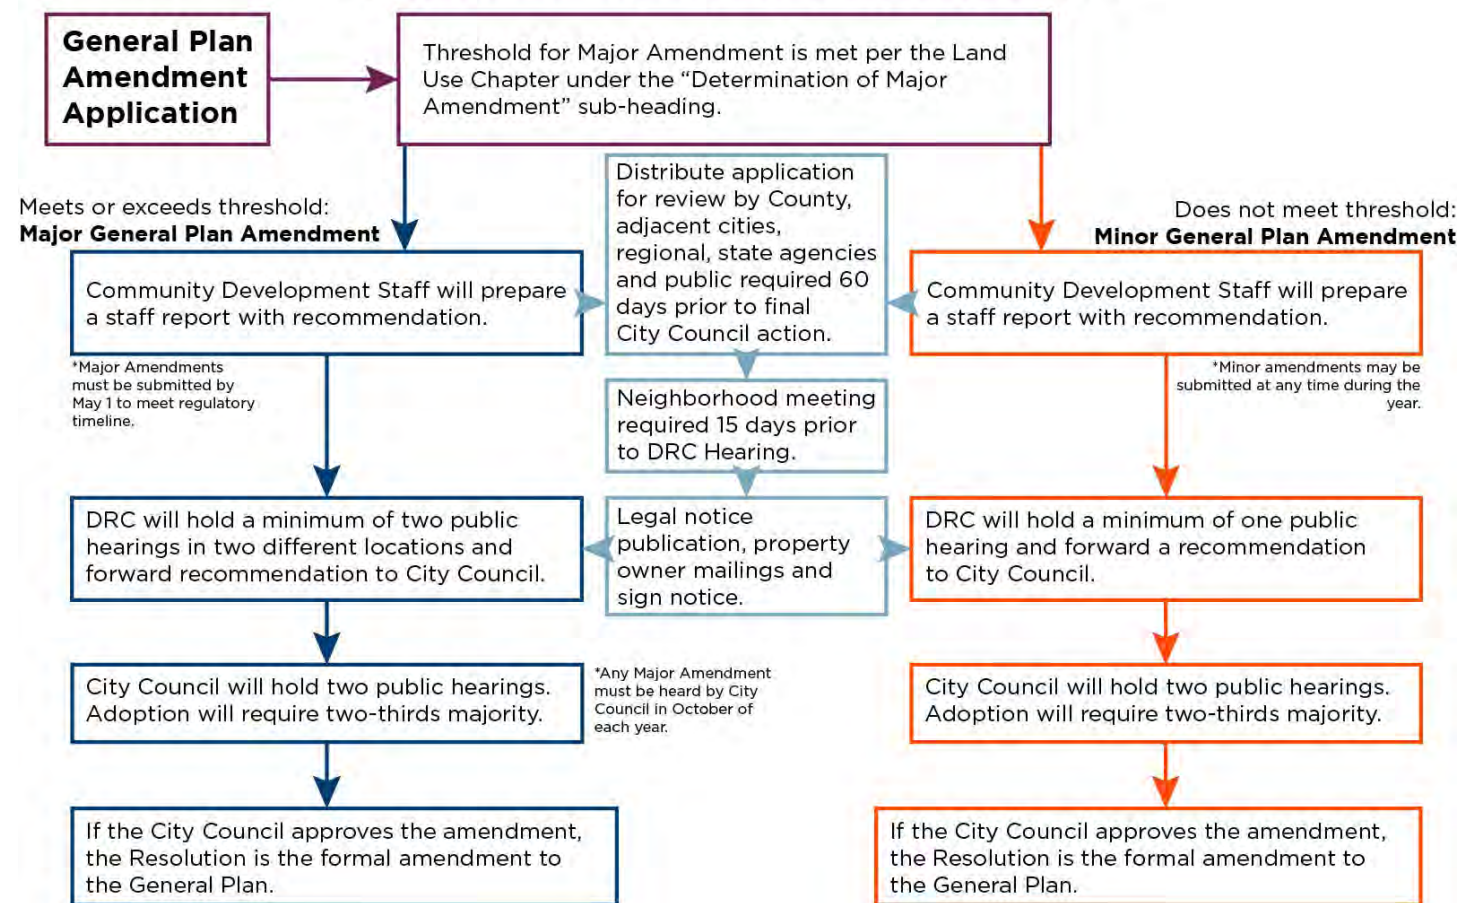 General Plan
Amendment
Application
Threshold for Major Amendment is met per the Land
Use Chapter under the “Determination of Major
Amendment” sub-heading.
Meets or exceeds threshold:
Major General Plan Amendment
Does not meet threshold:
Minor General Plan Amendment
Community Development Staff will prepare
a staff report with recommendation.
Distribute application
for review by County,
adjacent cities,
regional, state agencies
and public required 60
days prior to final
City Council action.
Community Development Staff will prepare
a staff report with recommendation.
*Major Amendments
must be submitted by
May 1 to meet regulatory
timeline.
Neighborhood meeting
required 15 days prior
to DRC Hearing.
*Minor amendments may be
submitted at any time during the
year.
DRC will hold a minimum of two public
hearings in two different locations and
forward recommendation to City Council.
Legal notice
publication, property
owner mailings and
sign notice.
DRC will hold a minimum of one public
hearing and forward a recommendation
to City Council.
City Council will hold two public hearings.
Adoption will require two-thirds majority.
*Any Major Amendment
must be heard by City
Council in October of
each year.
City Council will hold two public hearings.
Adoption will require two-thirds majority.
If the City Council approves the amendment,
the Resolution is the formal amendment to
the General Plan.
If the City Council approves the amendment,
the Resolution is the formal amendment to
the General Plan.